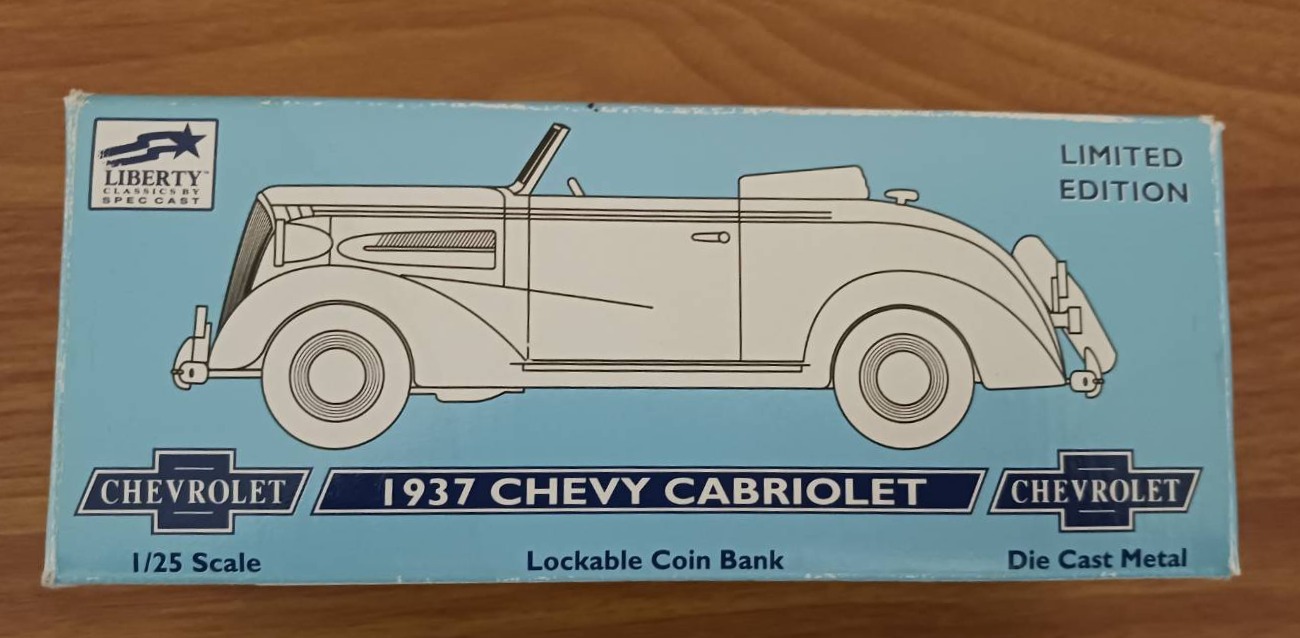 LIBERTY™
CLASSICS BY
SPEC CAST
LIMITED
EDITION
CHEVROLET
1937 CHEVY CABRIOLET
CHEVROLET
1/25 Scale
Lockable Coin Bank
Die Cast Metal